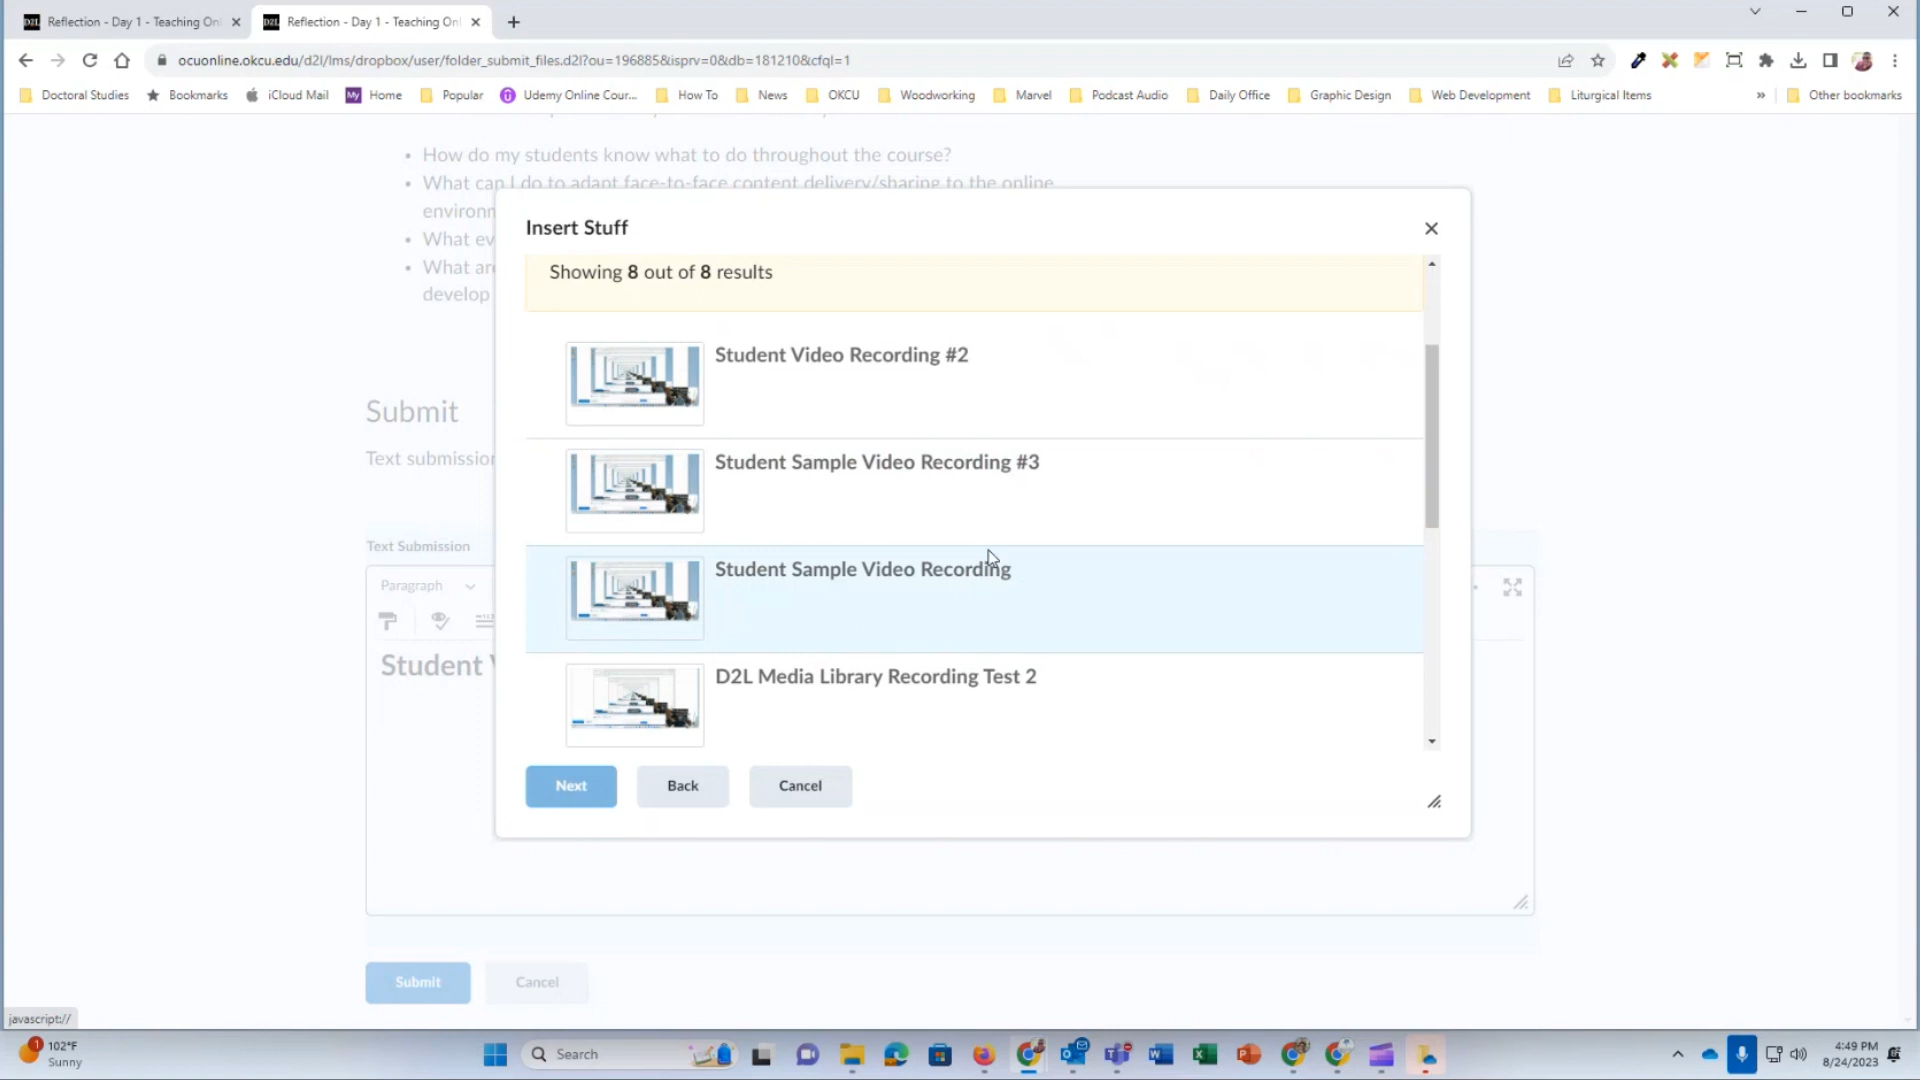 Reflection - Day 1 - Teaching Onl
Reflection - Day 1 - Teaching Onl
ocuonline.okcu.edu/d2l/lms/dropbox/user/folder_submit_files.d2l?ou=196885&isprv=0&db=181210&cfql=1
Doctoral Studies Bookmarks iCloud Mail My Home Popular Udemy Online Cour... How To News OKCU Woodworking Marvel Podcast Audio Daily Office Graphic Design Web Development Liturgical Items » Other bookmarks
How do my students know what to do throughout the course?
What can I do to adapt face-to-face content delivery/sharing to the online
environn
What ev
What are
develop
Insert Stuff
Showing 8 out of 8 results
Student Video Recording #2
Student Sample Video Recording #3
Student Sample Video Recording
D2L Media Library Recording Test 2
Next Back Cancel
Submit
Text submission
Text Submission
Paragraph
Student
Submit Cancel
javascript://
1
102°F
Sunny
Search
4:49 PM
8/24/2023